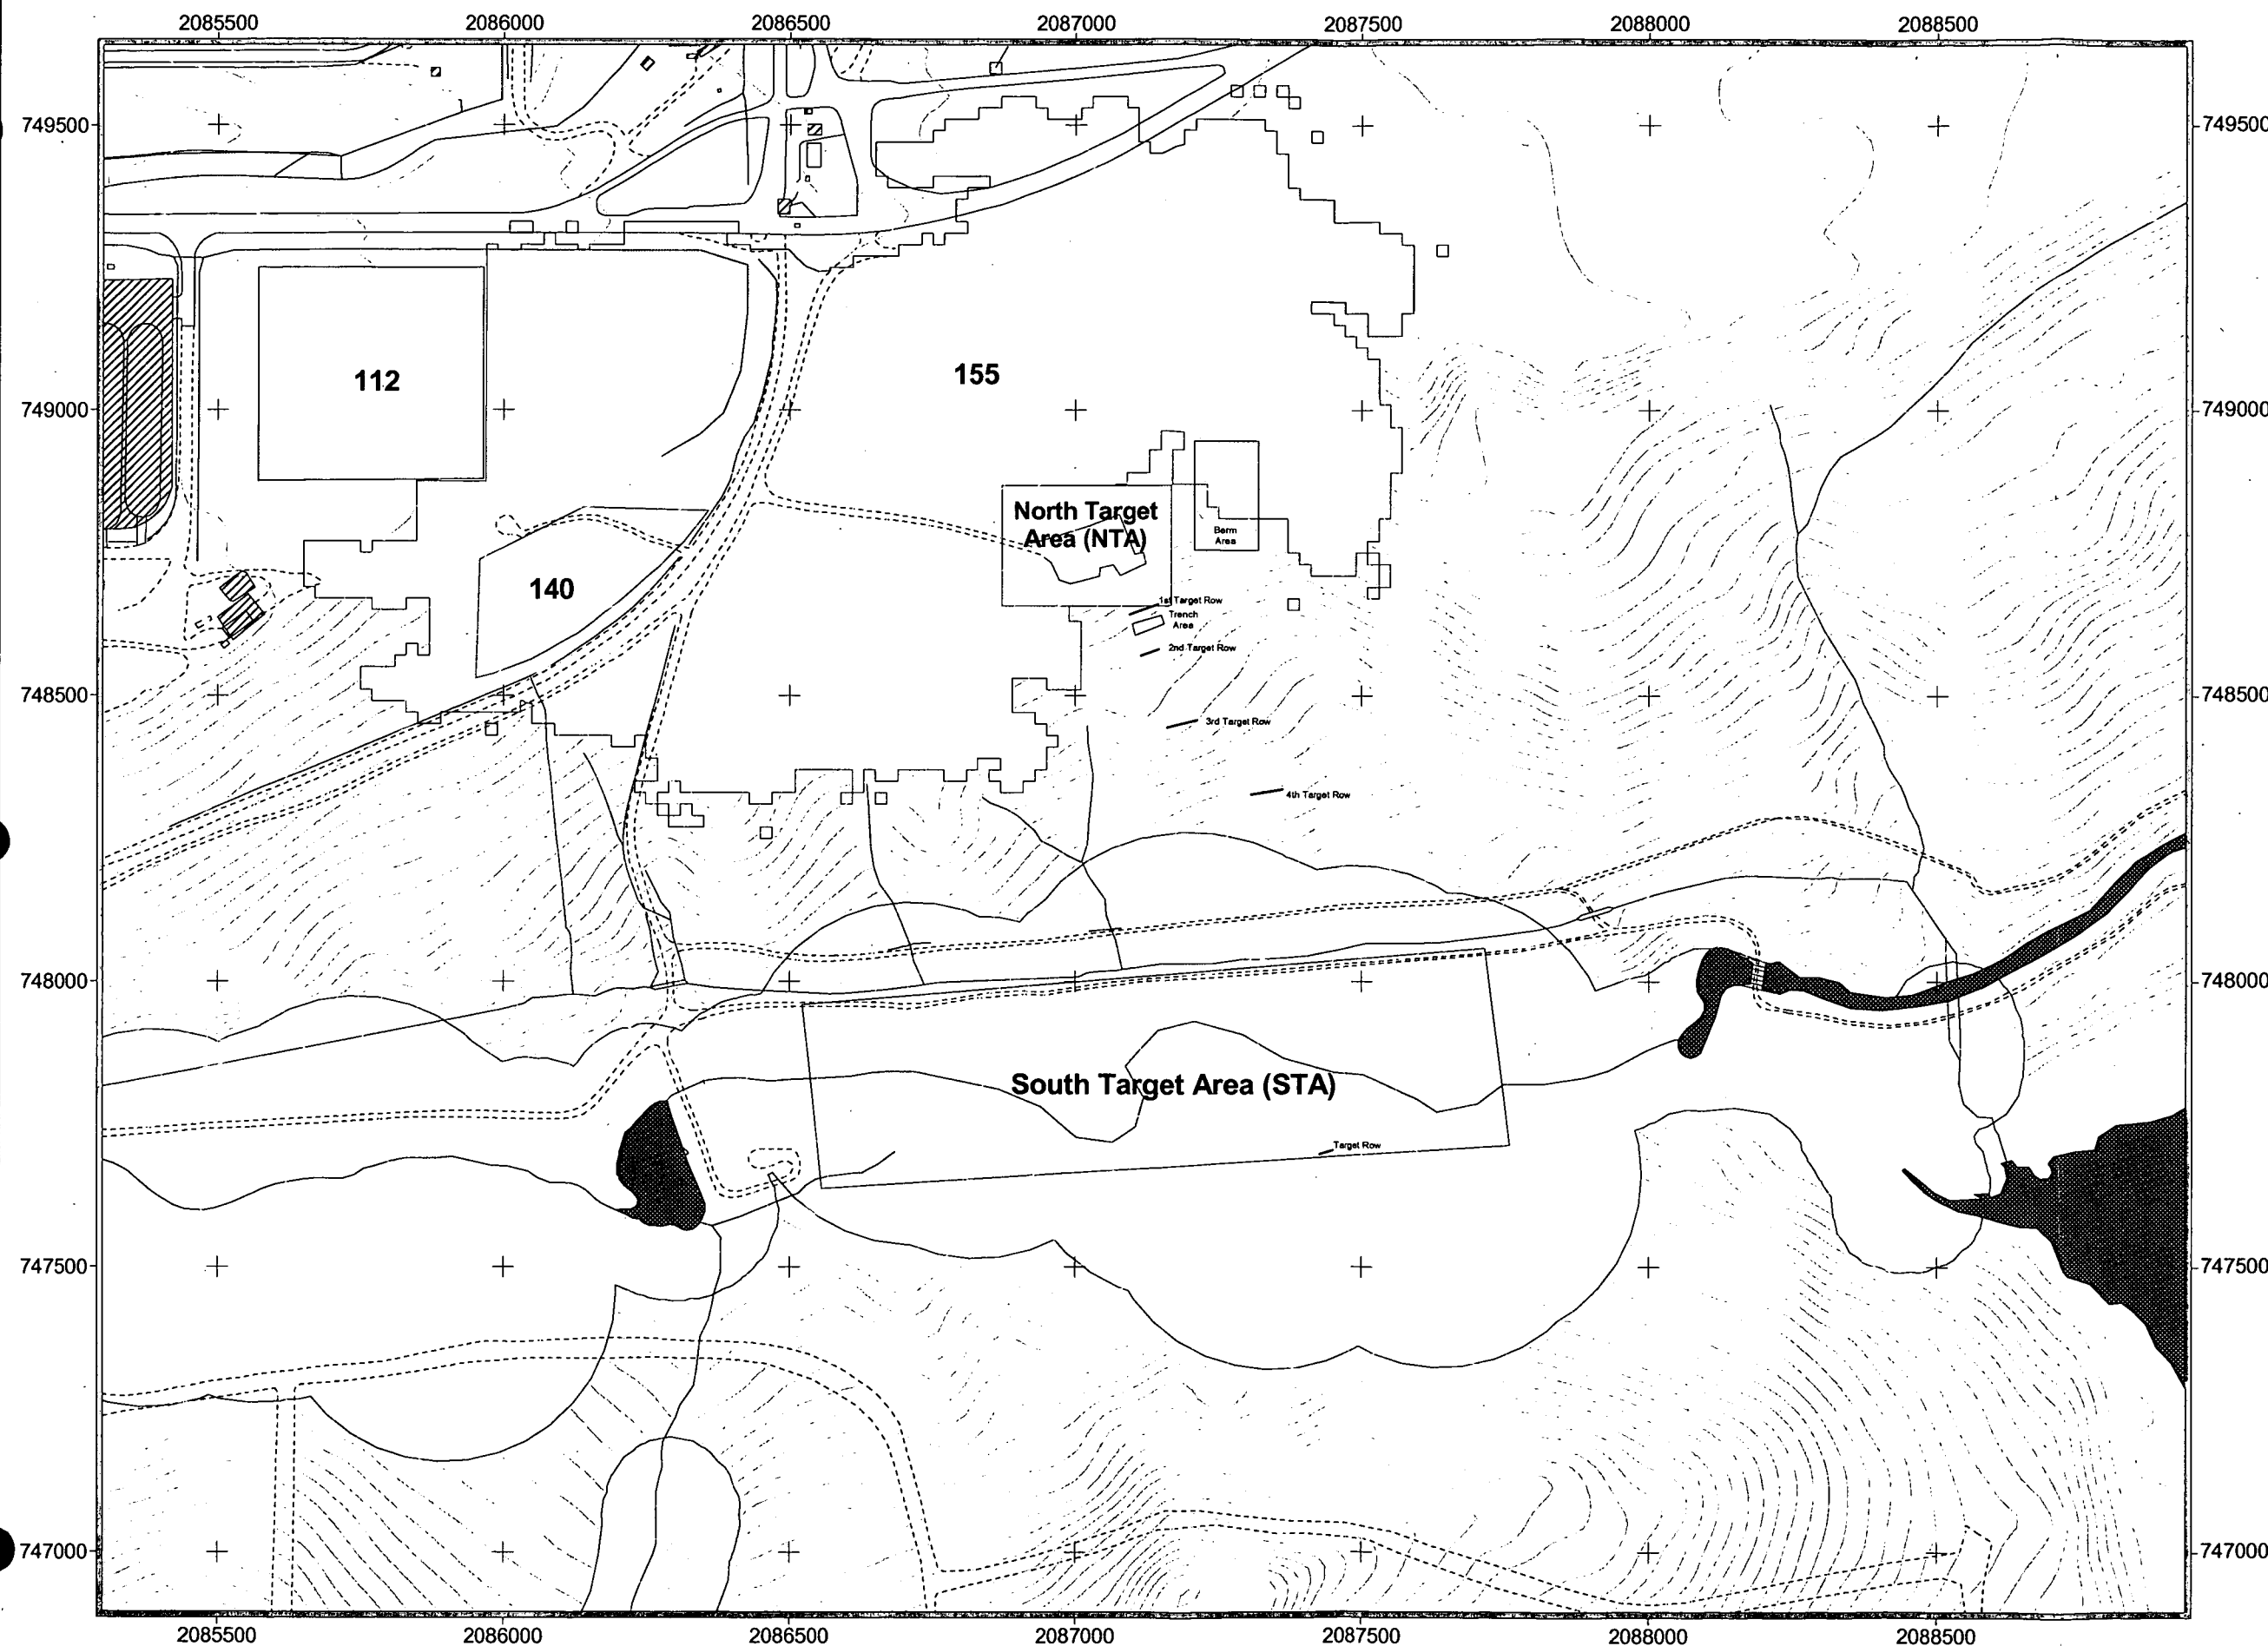 2085500 2086000 2086500 2087000 2087500 2088000 2088500
749500 749500
112
155
749000 749000
North Target
Area (NTA)
Berm
Area
140
1st Target Row
Trench
Area
2nd Target Row
748500 748500
3rd Target Row
4th Target Row
748000 748000
South Target Area (STA)
Target Row
747500 747500
747000 747000
2085500 2086000 2086500 2087000 2087500 2088000 2088500